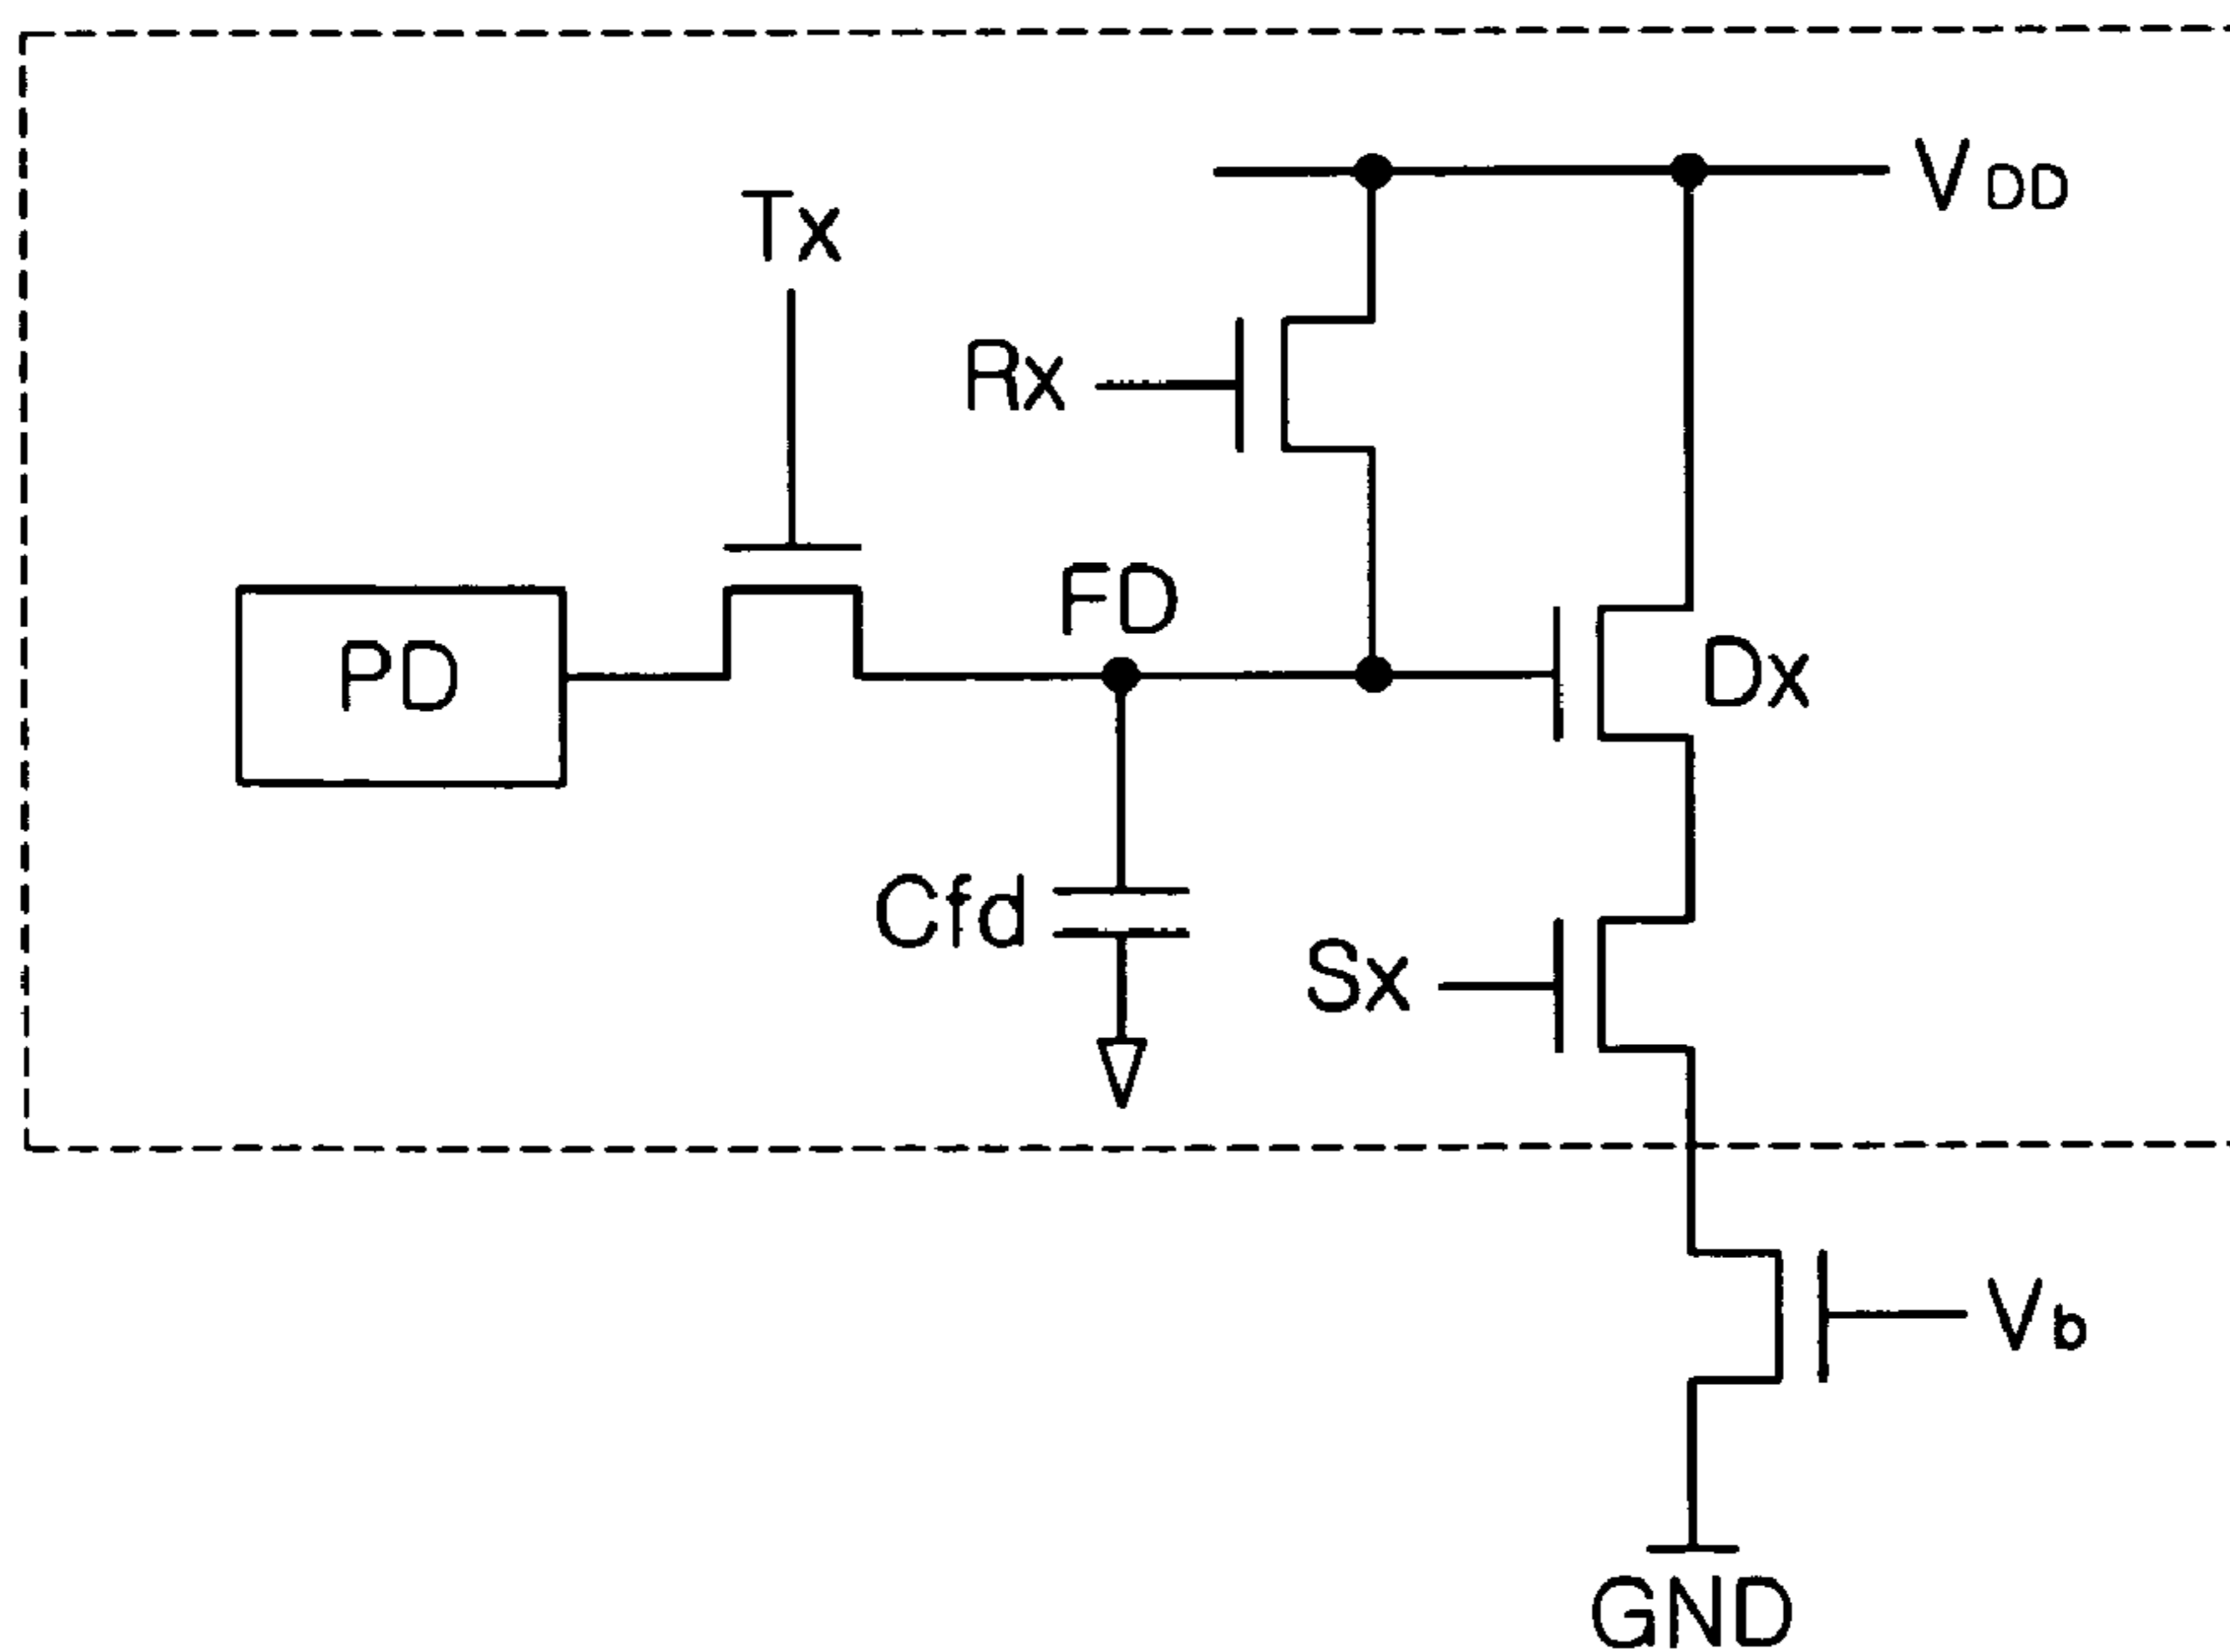 VDD
Tx
Rx
FD
PD
Dx
Cfd
Sx
Vb
GND